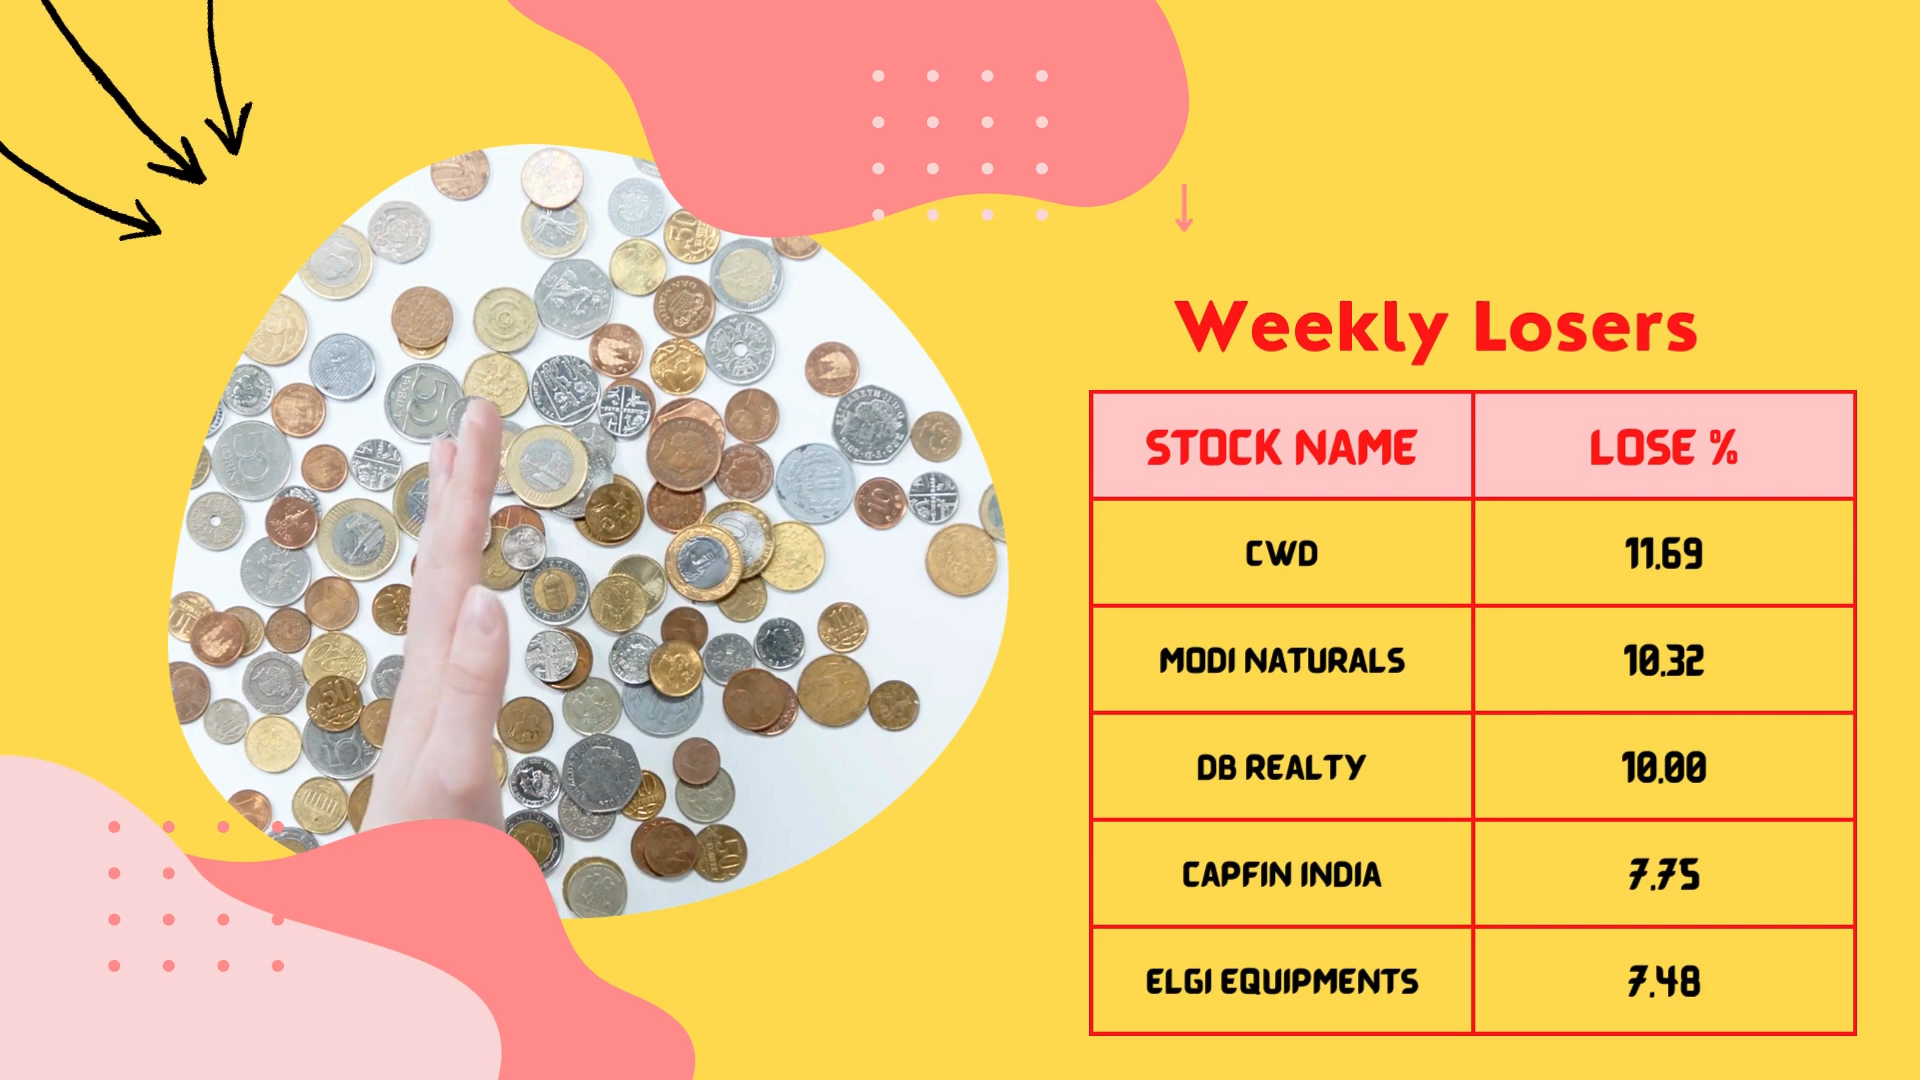 Weekly Losers
STOCK NAME LOSE %
CWD 11.69
MODI NATURALS 10.32
DB REALTY 10.00
CAPFIN INDIA 7.75
ELGI EQUIPMENTS 7.48